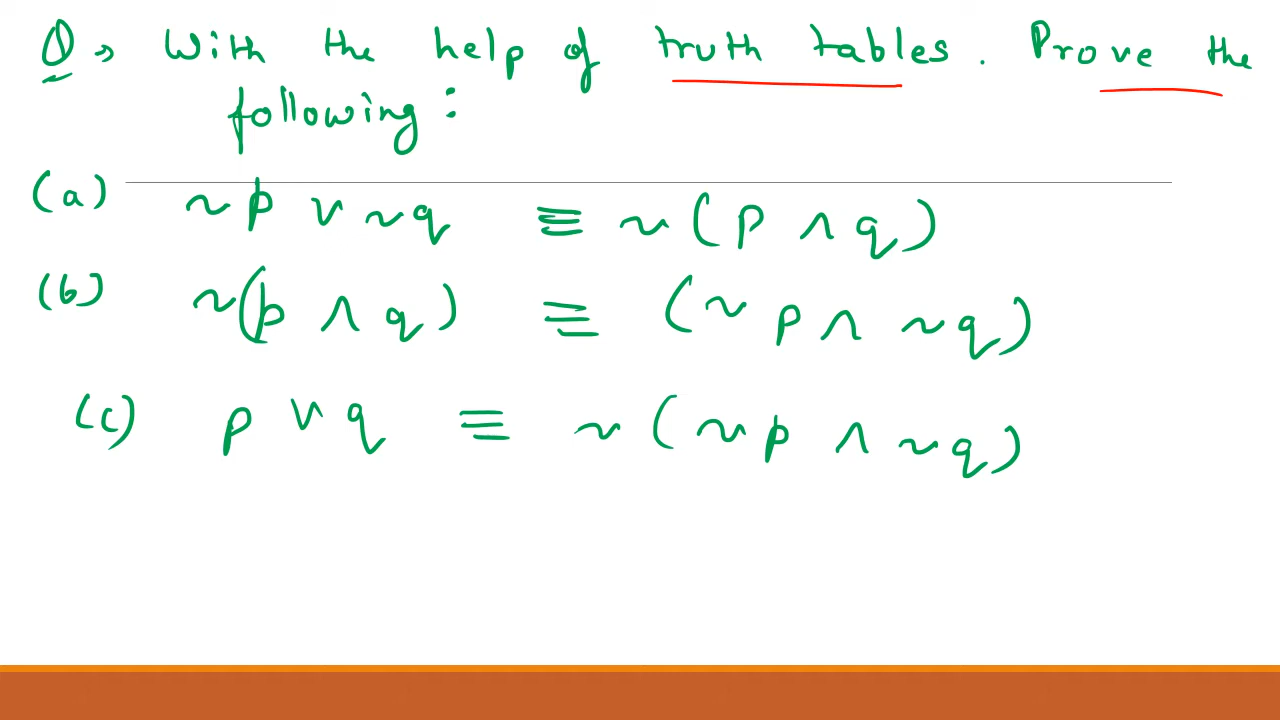 Q → With the help of truth tables. Prove the
following:
(a) ~p ∨ ~q ≡ ~(p ∧ q)
(b) ~(p ∧ q) ≡ (~p ∧ ~q)
(c) p ∨ q ≡ ~(~p ∧ ~q)